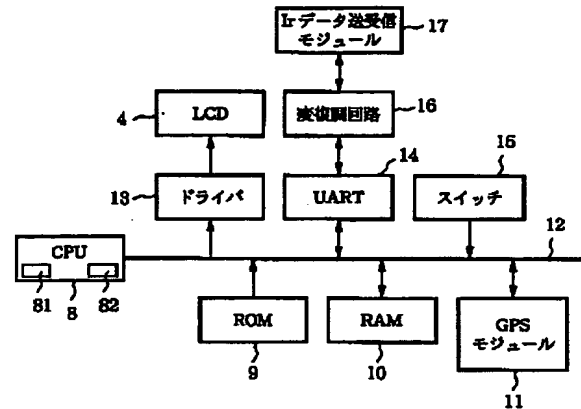 Irデータ送受信
モジュール
17
4
LCD
変復調回路
16
13
ドライバ
14
UART
15
スイッチ
12
CPU
81
8
82
ROM
9
RAM
10
GPS
モジュール
11